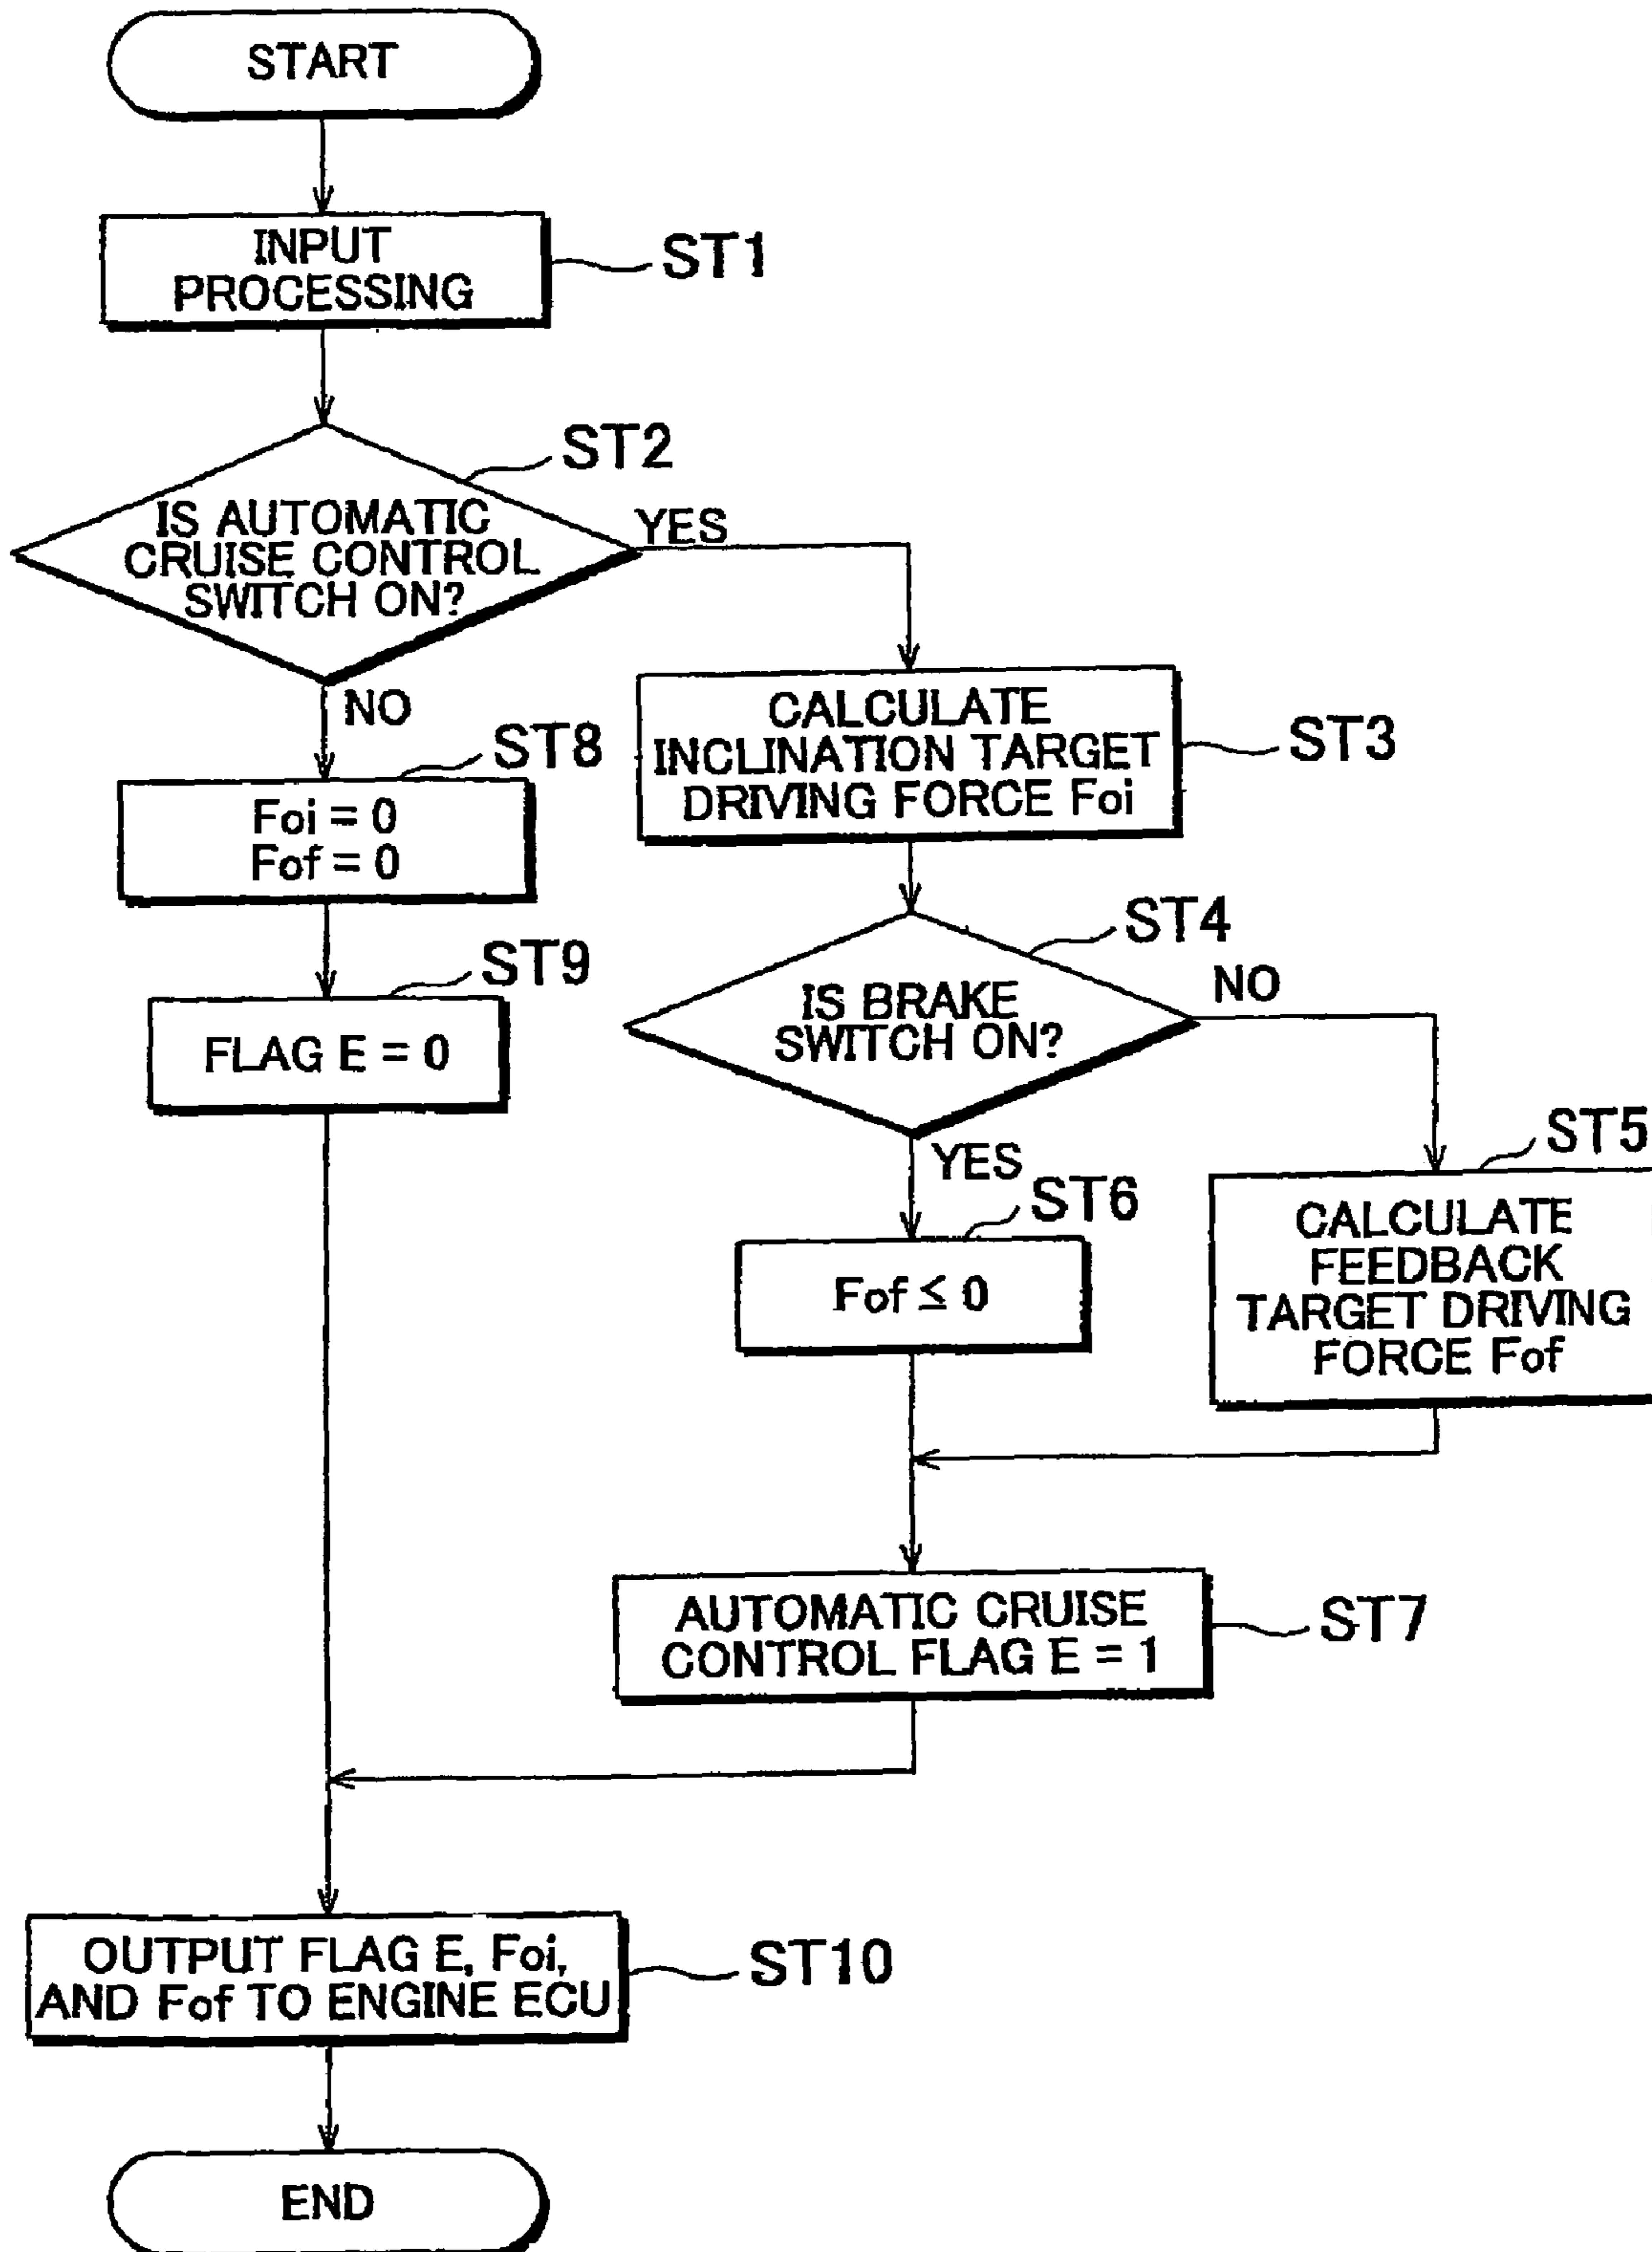 START
INPUT
PROCESSING
ST1
ST2
IS AUTOMATIC
CRUISE CONTROL
SWITCH ON?
YES
NO
ST8
Foi = 0
Fof = 0
ST9
FLAG E = 0
CALCULATE
INCLINATION TARGET
DRIVING FORCE Foi
ST3
ST4
IS BRAKE
SWITCH ON?
NO
YES
ST5
CALCULATE
FEEDBACK
TARGET DRIVING
FORCE Fof
ST6
Fof ≤ 0
AUTOMATIC CRUISE
CONTROL FLAG E = 1
ST7
OUTPUT FLAG E, Foi,
AND Fof TO ENGINE ECU
ST10
END